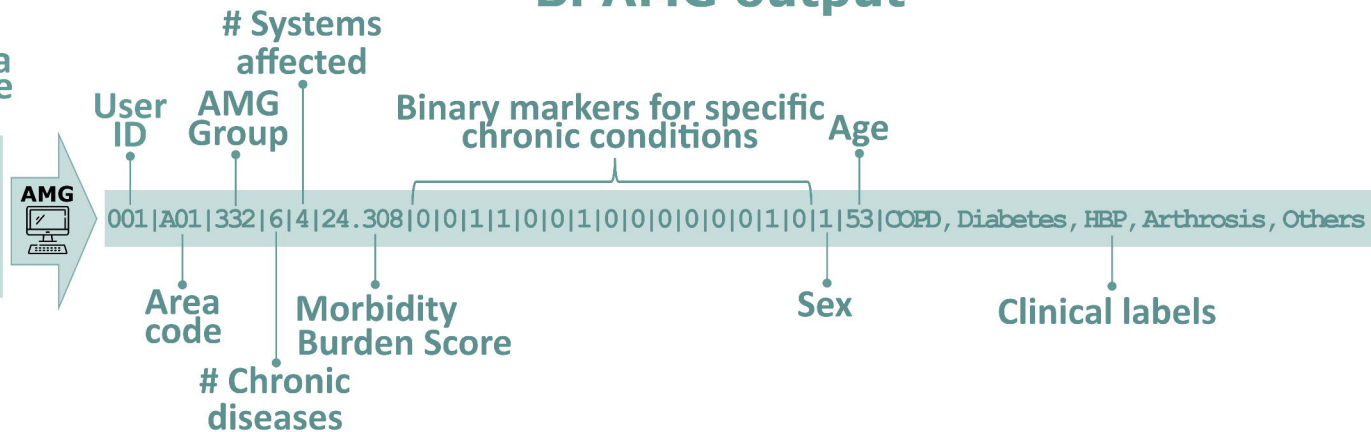 B. AMG output
# Systems
affected
User
ID
AMG
Group
Binary markers for specific
chronic conditions
Age
AMG
001|A01|332|6|4|24.308|0|0|1|1|0|0|1|0|0|0|0|0|0|1|0|1|53|COPD,Diabetes,HBP,Arthrosis,Others
Area
code
Morbidity
Burden Score
Sex
Clinical labels
# Chronic
diseases